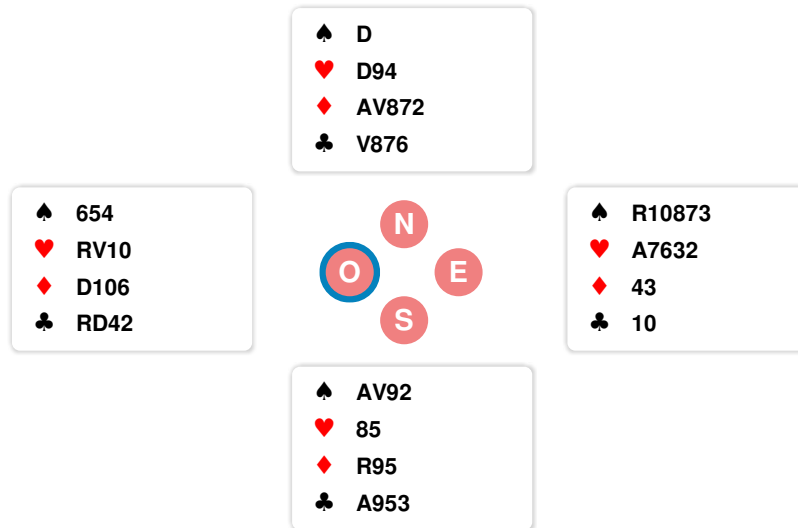 ♠ D
♥ D94
♦ AV872
♣ V876
♠ 654
♥ RV10
♦ D106
♣ RD42
N
O E
S
♠ R10873
♥ A7632
♦ 43
♣ 10
♠ AV92
♥ 85
♦ R95
♣ A953